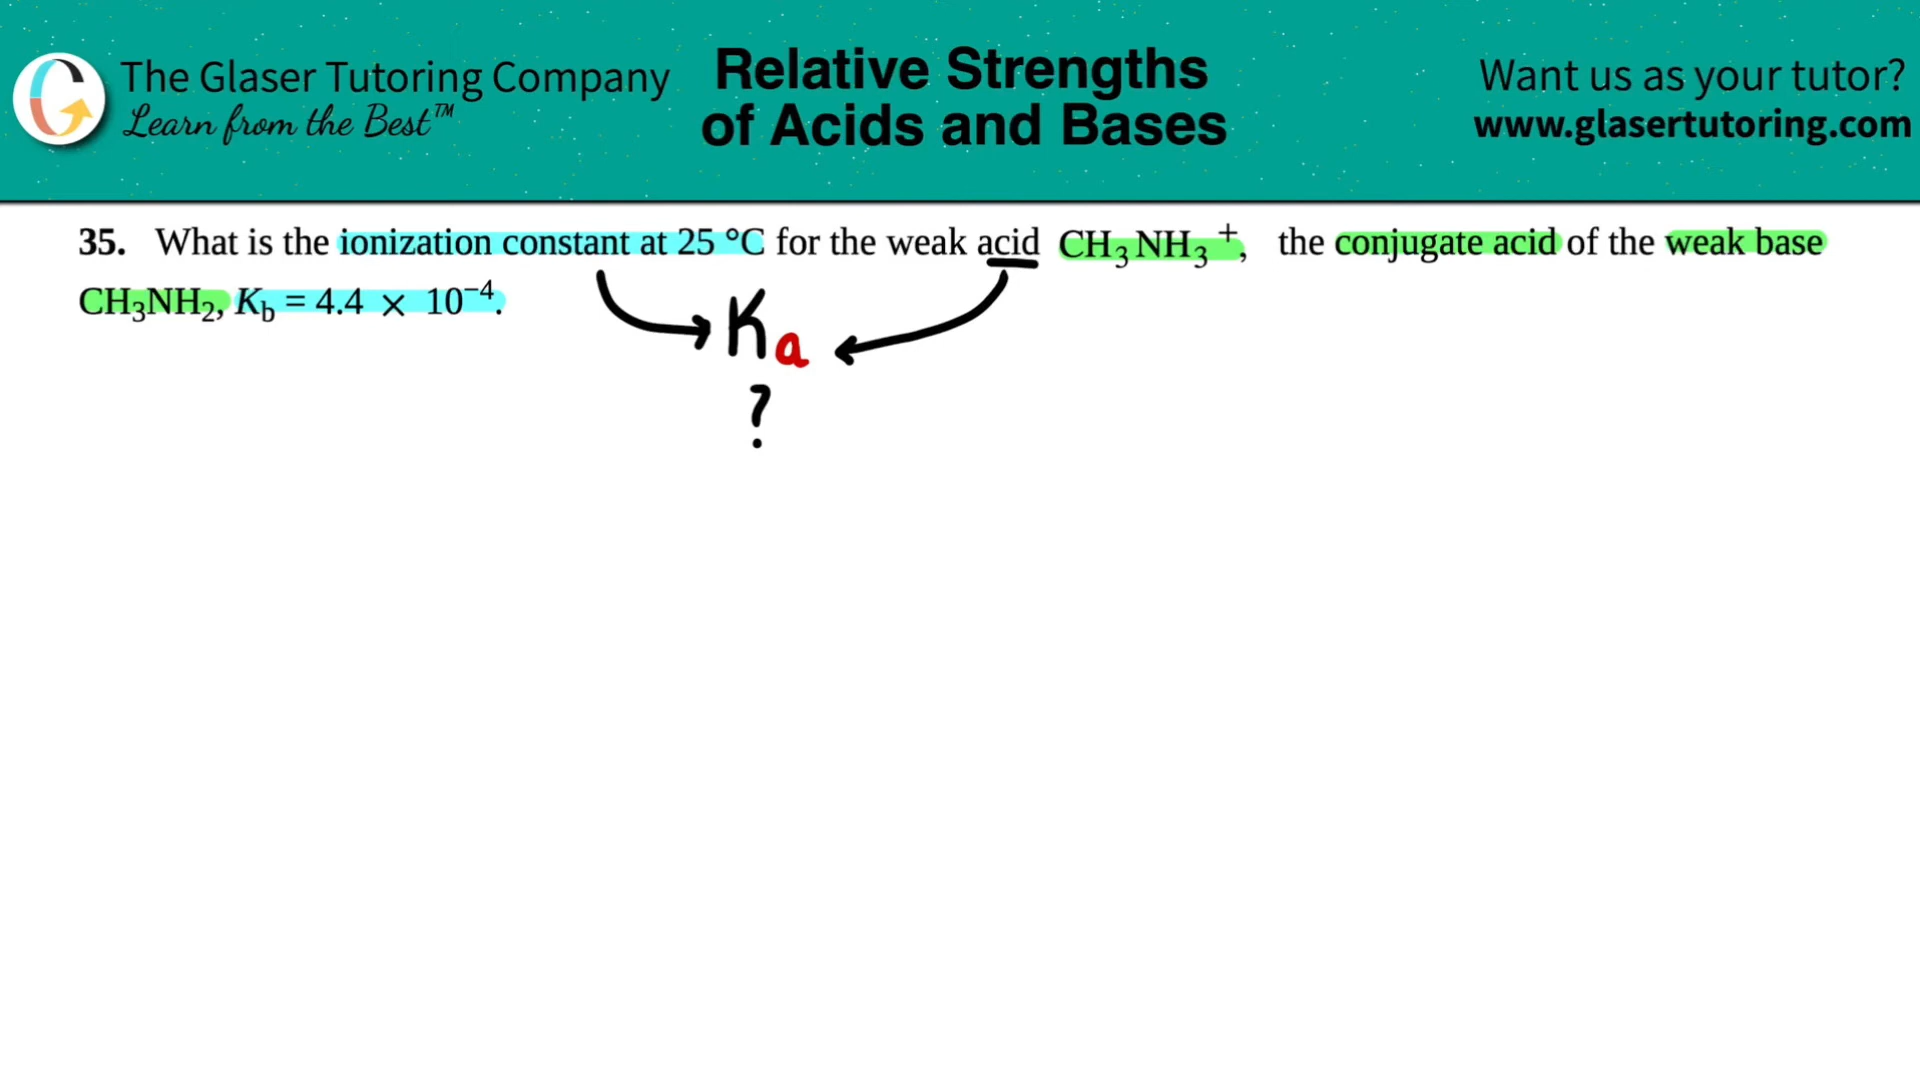 The Glaser Tutoring Company
Learn from the Best™
Relative Strengths
of Acids and Bases
Want us as your tutor?
www.glasertutoring.com
35. What is the ionization constant at 25 °C for the weak acid CH₃NH₃⁺, the conjugate acid of the weak base
CH₃NH₂, K_b = 4.4 × 10⁻⁴.
Kₐ
?